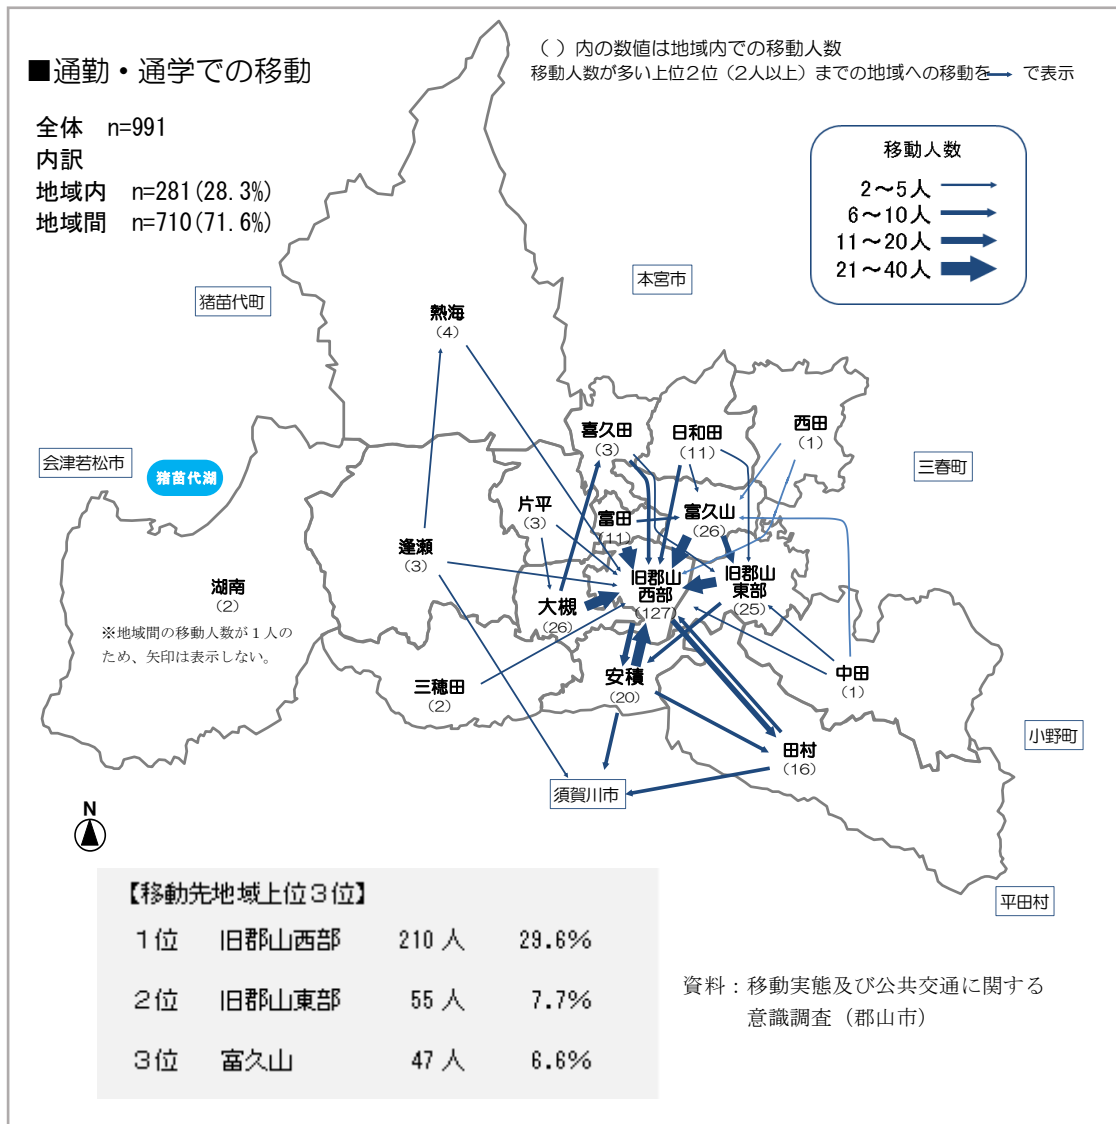 ■通勤・通学での移動
（ ）内の数値は地域内での移動人数
移動人数が多い上位２位（２人以上）までの地域への移動を で表示
全体 n=991
内訳
地域内 n=281(28.3%)
地域間 n=710(71.6%)
移動人数
2～5人
6～10人
11～20人
21～40人
本宮市
猪苗代町
熱海
（4）
喜久田
（3）
日和田
（11）
西田
（1）
会津若松市
猪苗代湖
三春町
片平
（3）
富田
（11）
富久山
（26）
逢瀬
（3）
湖南
（2）
※地域間の移動人数が１人の
ため、矢印は表示しない。
大槻
（26）
旧郡山
西部
（127）
旧郡山
東部
（25）
三穂田
（2）
安積
（20）
中田
（1）
田村
（16）
小野町
須賀川市
平田村
N
【移動先地域上位３位】
１位 旧郡山西部 210 人 29.6%
２位 旧郡山東部 55 人 7.7%
３位 富久山 47 人 6.6%
資料：移動実態及び公共交通に関する
意識調査（郡山市）